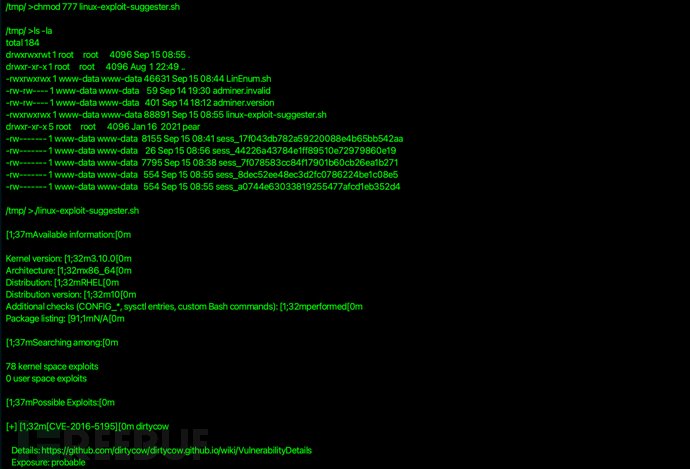 /tmp/ >chmod 777 linux-exploit-suggester.sh
/tmp/ >ls -la
total 184
drwxrwxrwt 1 root root 4096 Sep 15 08:55 .
drwxr-xr-x 1 root root 4096 Aug 1 22:49 ..
-rwxrwxrwx 1 www-data www-data 46631 Sep 15 08:44 LinEnum.sh
-rw-rw---- 1 www-data www-data 59 Sep 14 19:30 adminer.invalid
-rw-rw---- 1 www-data www-data 401 Sep 14 18:12 adminer.version
-rwxrwxrwx 1 www-data www-data 88891 Sep 15 08:55 linux-exploit-suggester.sh
drwxr-xr-x 5 root root 4096 Jan 16 2021 pear
-rw------- 1 www-data www-data 8155 Sep 15 08:41 sess_17f043db782a59220088e4b65bb542aa
-rw------- 1 www-data www-data 26 Sep 15 08:56 sess_44226a43784e1ff89510e72979860e19
-rw------- 1 www-data www-data 7795 Sep 15 08:38 sess_7f078583cc84f17901b60cb26ea1b271
-rw------- 1 www-data www-data 554 Sep 15 08:55 sess_8dec52ee48ec3d2fc0786224be1c08e5
-rw------- 1 www-data www-data 554 Sep 15 08:55 sess_a0744e63033819255477afcd1eb352d4
/tmp/ >./linux-exploit-suggester.sh
[1;37mAvailable information:[0m
Kernel version: [1;32m3.10.0[0m
Architecture: [1;32mx86_64[0m
Distribution: [1;32mRHEL[0m
Distribution version: [1;32m10[0m
Additional checks (CONFIG_*, sysctl entries, custom Bash commands): [1;32mperformed[0m
Package listing: [91;1mN/A[0m
[1;37mSearching among:[0m
78 kernel space exploits
0 user space exploits
[1;37mPossible Exploits:[0m
[+] [1;32m[CVE-2016-5195][0m dirtycow
Details: https://github.com/dirtycow/dirtycow.github.io/wiki/VulnerabilityDetails
Exposure: probable
FREEBUF